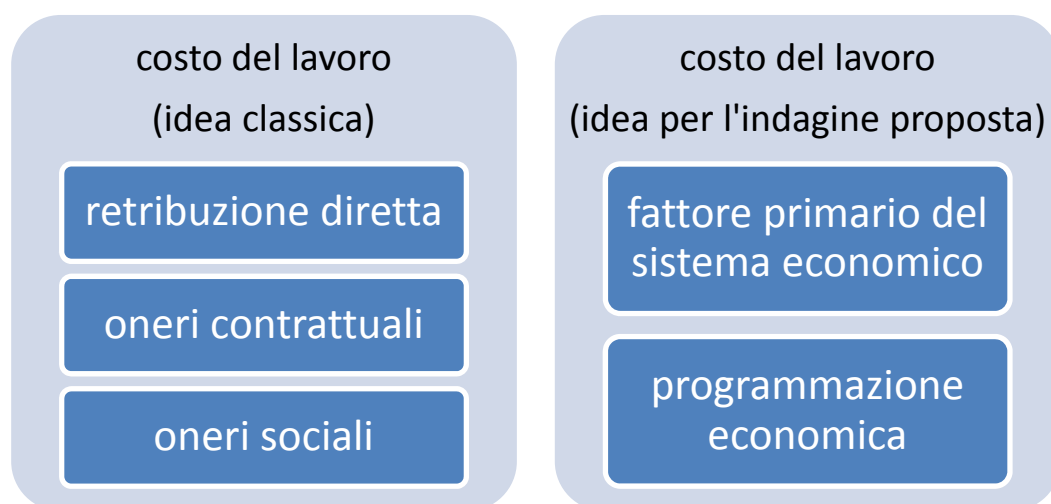 costo del lavoro
(idea classica)
retribuzione diretta
oneri contrattuali
oneri sociali
costo del lavoro
(idea per l'indagine proposta)
fattore primario del
sistema economico
programmazione
economica